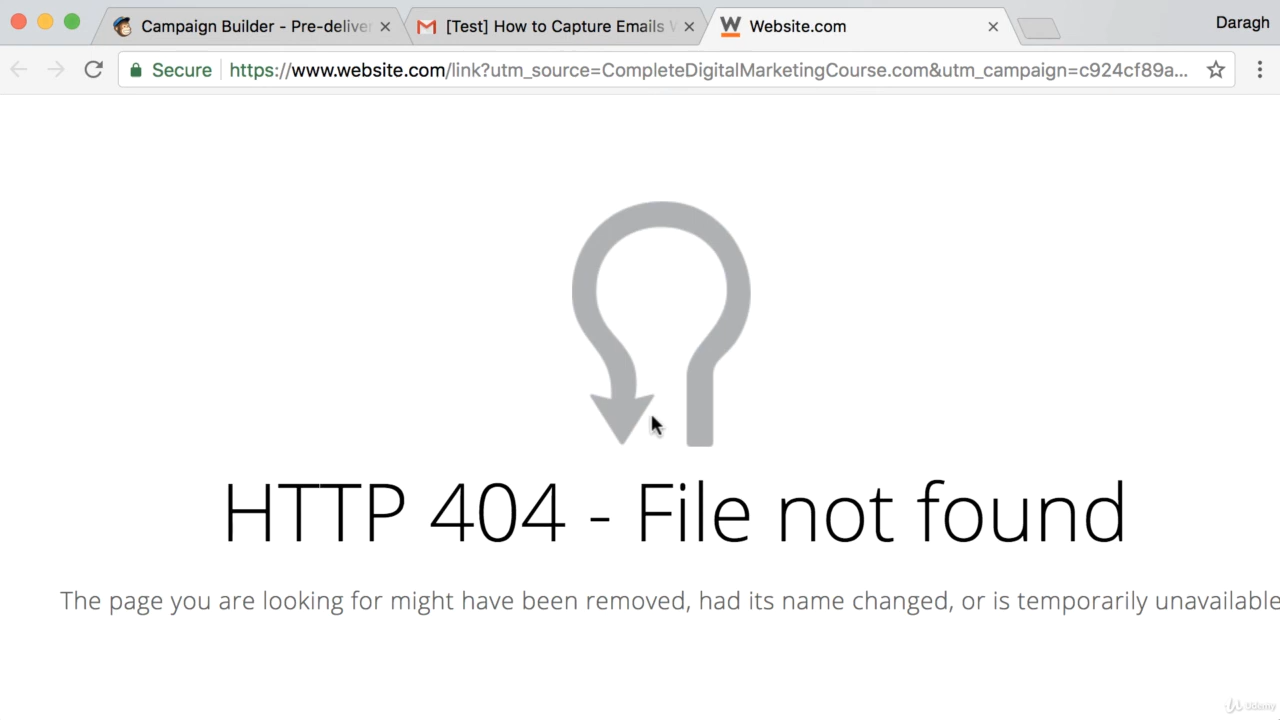 Campaign Builder - Pre-deliver
[Test] How to Capture Emails W
Website.com
Daragh
Secure
https://www.website.com/link?utm_source=CompleteDigitalMarketingCourse.com&utm_campaign=c924cf89a...
HTTP 404 - File not found
The page you are looking for might have been removed, had its name changed, or is temporarily unavailable
Udemy